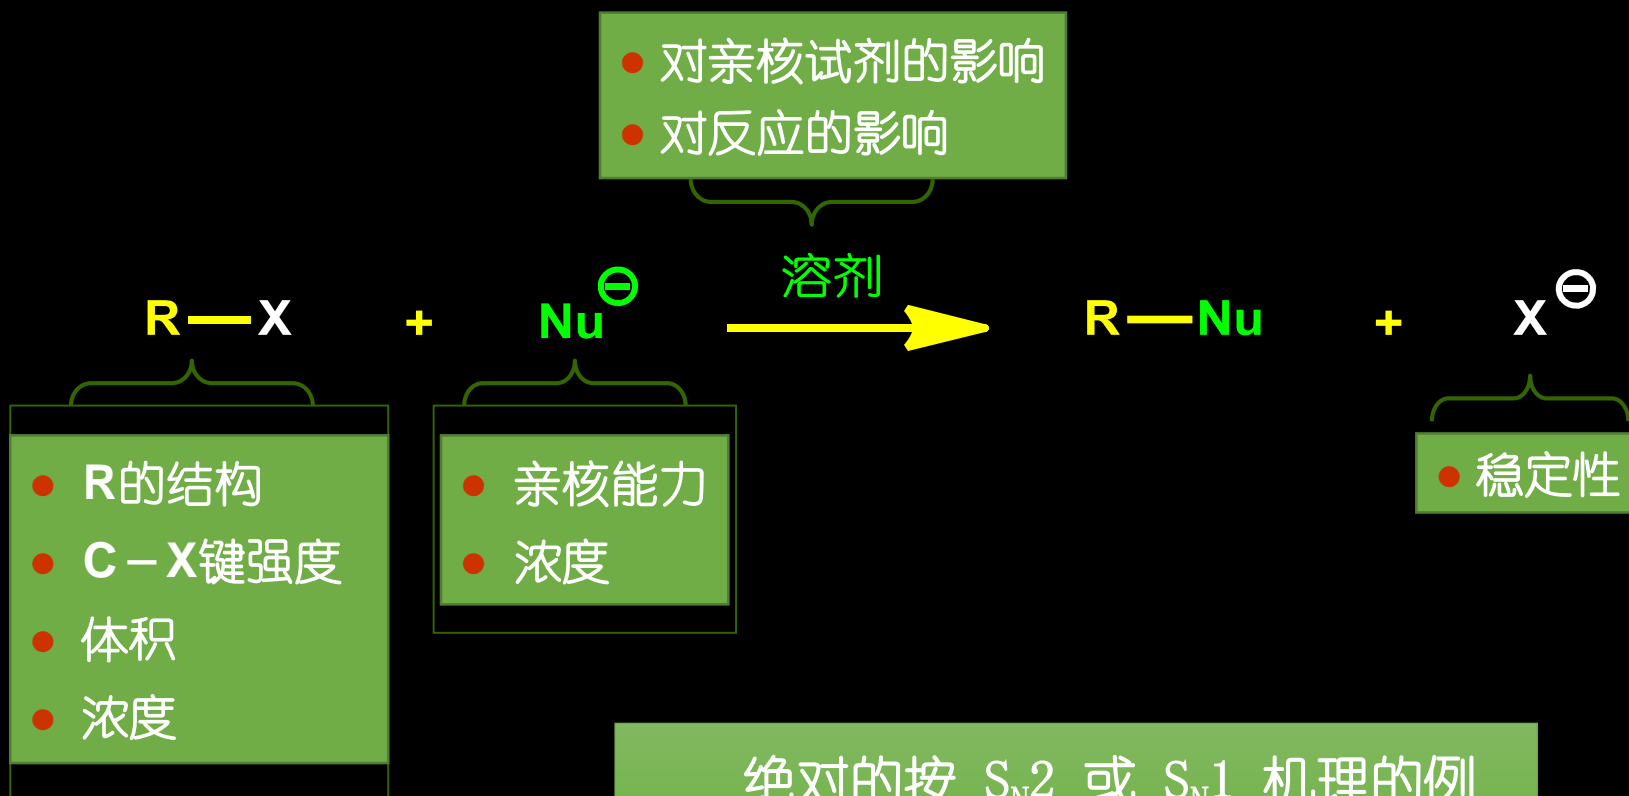 对亲核试剂的影响
对反应的影响
溶剂
R—X + Nu⊖ R—Nu + X⊖
R的结构
C－X键强度
体积
浓度
亲核能力
浓度
稳定性
绝对的按 SN2 或 SN1 机理的例